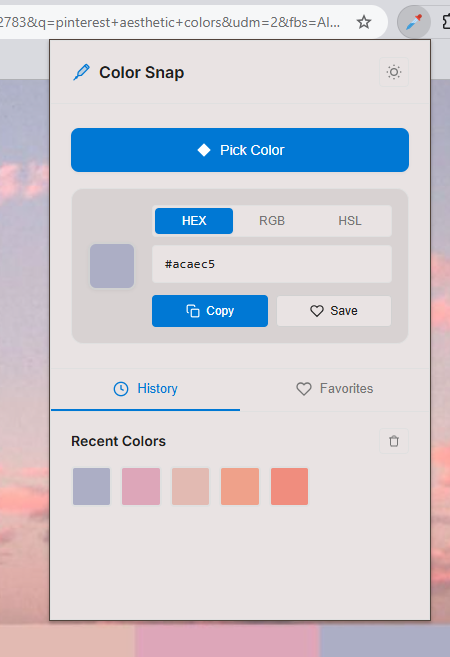 2783&q=pinterest+aesthetic+colors&udm=2&fbs=AI...
Color Snap
Pick Color
HEX RGB HSL
#acaec5
Copy Save
History Favorites
Recent Colors